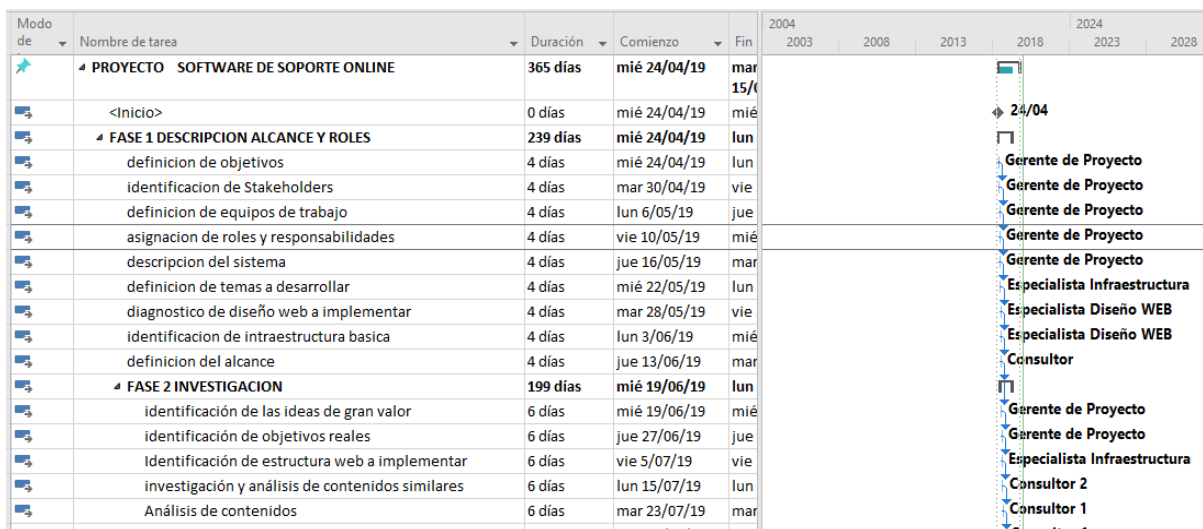 Modo de
Nombre de tarea
Duración
Comienzo
Fin
2004 2024
2003 2008 2013 2018 2023 2028
PROYECTO SOFTWARE DE SOPORTE ONLINE 365 días mié 24/04/19 mar 15/0
<Inicio> 0 días mié 24/04/19 mié 24/04
FASE 1 DESCRIPCION ALCANCE Y ROLES 239 días mié 24/04/19 lun
definicion de objetivos 4 días mié 24/04/19 lun Gerente de Proyecto
identificacion de Stakeholders 4 días mar 30/04/19 vie Gerente de Proyecto
definicion de equipos de trabajo 4 días lun 6/05/19 jue Gerente de Proyecto
asignacion de roles y responsabilidades 4 días vie 10/05/19 mié Gerente de Proyecto
descripcion del sistema 4 días jue 16/05/19 mar Gerente de Proyecto
definicion de temas a desarrollar 4 días mié 22/05/19 lun Especialista Infraestructura
diagnostico de diseño web a implementar 4 días mar 28/05/19 vie Especialista Diseño WEB
identificacion de intraestructura basica 4 días lun 3/06/19 mié Especialista Diseño WEB
definicion del alcance 4 días jue 13/06/19 mar Consultor
FASE 2 INVESTIGACION 199 días mié 19/06/19 lun
identificación de las ideas de gran valor 6 días mié 19/06/19 mié Gerente de Proyecto
identificación de objetivos reales 6 días jue 27/06/19 jue Gerente de Proyecto
Identificación de estructura web a implementar 6 días vie 5/07/19 vie Especialista Infraestructura
investigación y análisis de contenidos similares 6 días lun 15/07/19 lun Consultor 2
Análisis de contenidos 6 días mar 23/07/19 mar Consultor 1